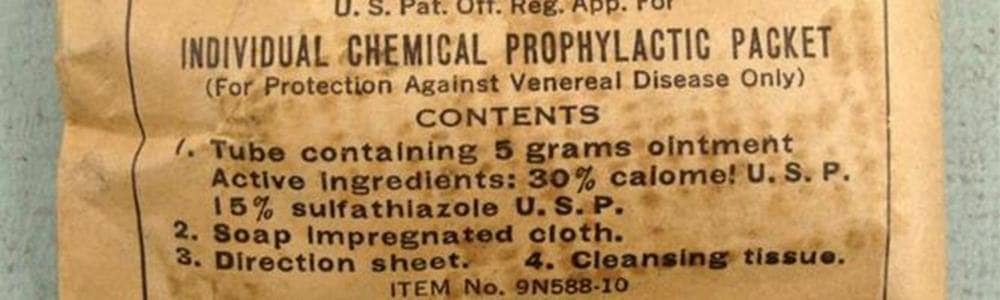 U. S. Pat. Off. Reg. App. For
INDIVIDUAL CHEMICAL PROPHYLACTIC PACKET
(For Protection Against Venereal Disease Only)
CONTENTS
1. Tube containing 5 grams ointment
Active ingredients: 30% calomel U. S. P.
15% sulfathiazole U. S. P.
2. Soap impregnated cloth.
3. Direction sheet. 4. Cleansing tissue.
ITEM No. 9N588-10